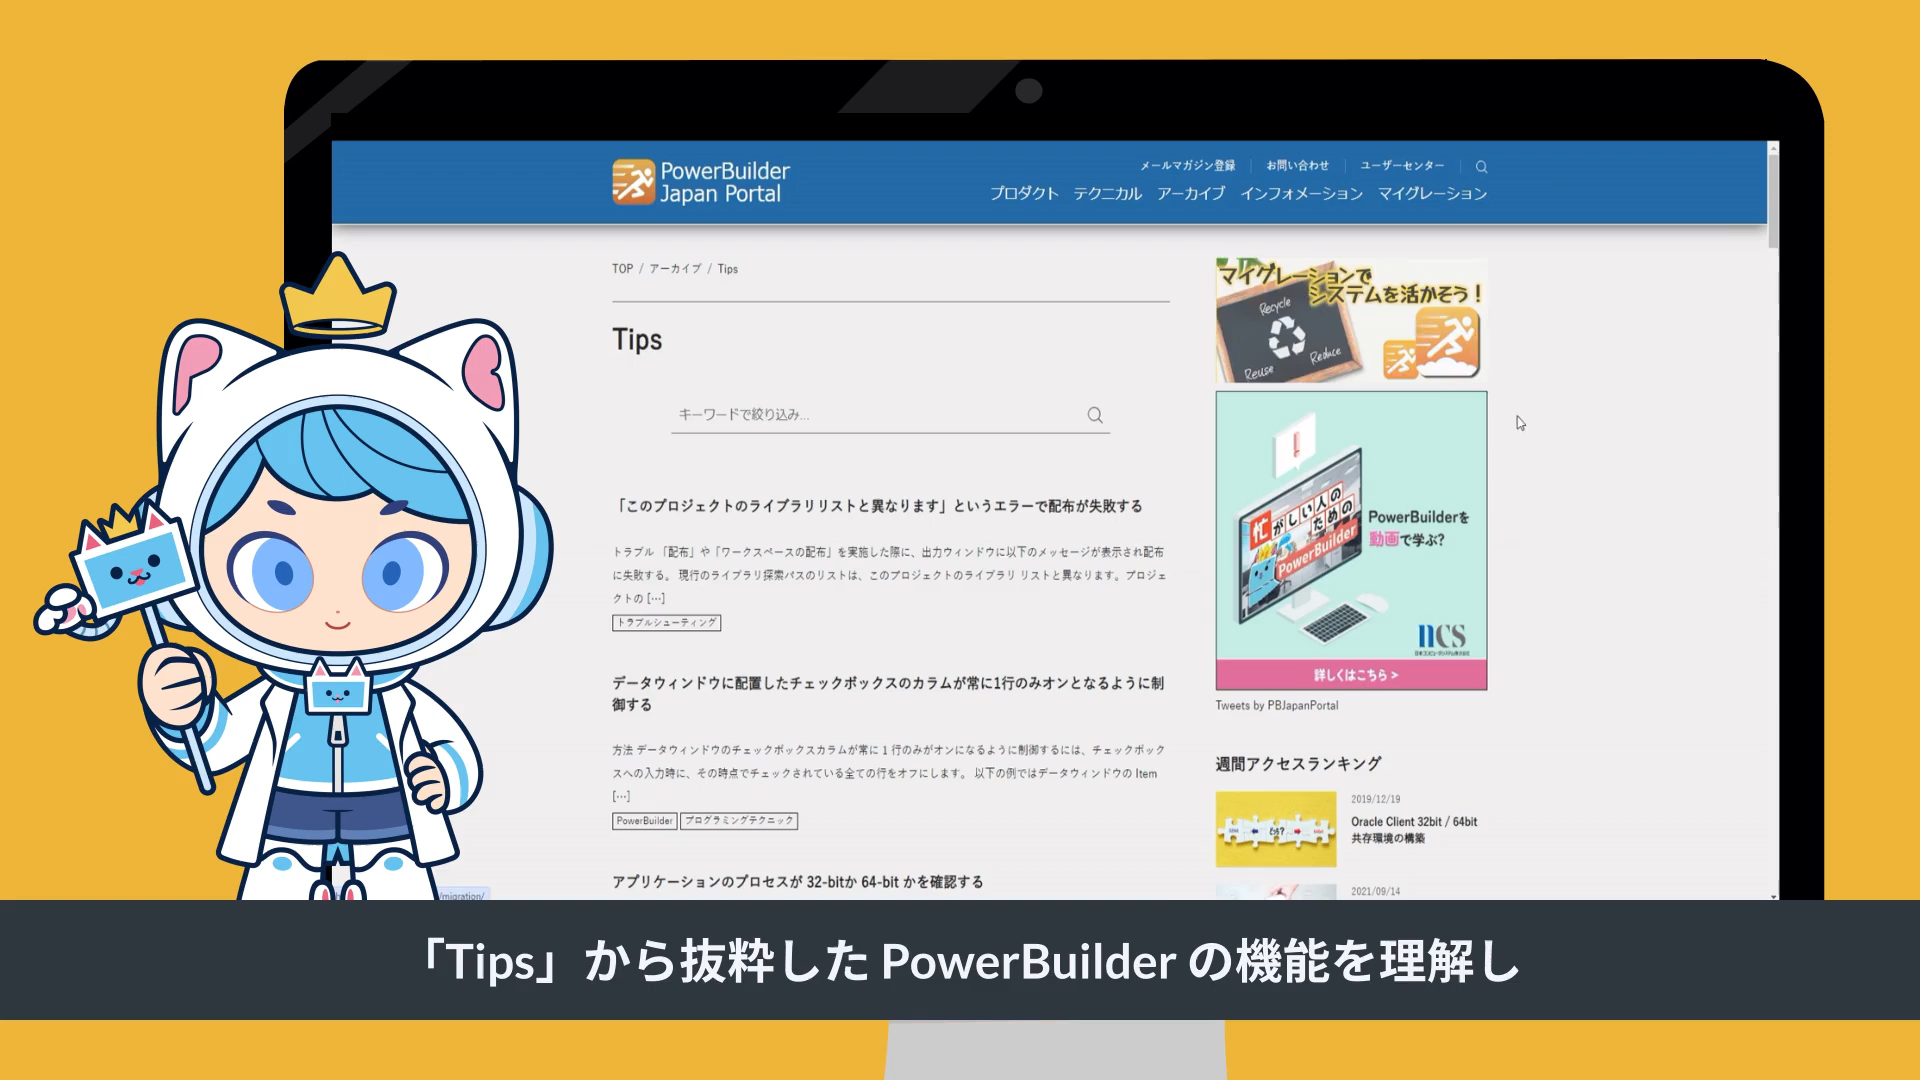 PowerBuilder
Japan Portal
メールマガジン登録
お問い合わせ
ユーザーセンター
プロダクト テクニカル アーカイブ インフォメーション マイグレーション
TOP / アーカイブ / Tips
Tips
キーワードで絞り込み...
「このプロジェクトのライブラリリストと異なります」というエラーで配布が失敗する
トラブル 「配布」や「ワークスペースの配布」を実施した際に、出力ウィンドウに以下のメッセージが表示され配布
に失敗する。 現行のライブラリ探索パスのリストは、このプロジェクトのライブラリ リストと異なります。プロジェ
クトの […]
トラブルシューティング
データウィンドウに配置したチェックボックスのカラムが常に1行のみオンとなるように制
御する
方法 データウィンドウのチェックボックスカラムが常に 1 行のみがオンになるように制御するには、チェックボック
スへの入力時に、その時点でチェックされている全ての行をオフにします。 以下の例ではデータウィンドウの Item
[…]
PowerBuilder プログラミングテクニック
アプリケーションのプロセスが 32-bitか 64-bit かを確認する
/migration/
マイグレーションで
システムを活かそう！
Recycle
Reduce
Reuse
忙がしい人の
ための
PowerBuilder
PowerBuilderを
動画で学ぶ?
ncs
日本コンピュータシステム株式会社
詳しくはこちら >
Tweets by PBJapanPortal
週間アクセスランキング
どっち?
2019/12/19
Oracle Client 32bit / 64bit
共存環境の構築
2021/09/14
「Tips」から抜粋した PowerBuilder の機能を理解し